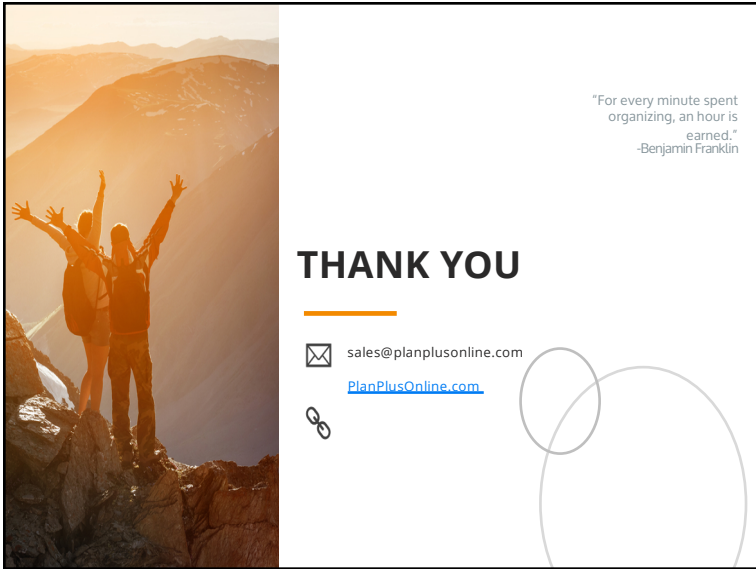 “For every minute spent
organizing, an hour is
earned.”
-Benjamin Franklin
THANK YOU
sales@planplusonline.com
PlanPlusOnline.com